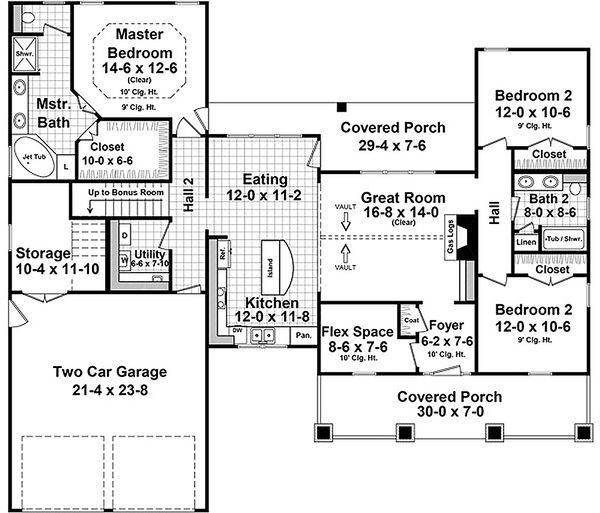 Shwr.
Mstr.
Bath
Jet Tub
L
Master
Bedroom
14-6 x 12-6
(Clear)
10' Clg. Ht.
9' Clg. Ht.
Closet
10-0 x 6-6
Up to Bonus Room
Hall 2
Storage
10-4 x 11-10
D
W
Utility
6-6 x 7-10
Two Car Garage
21-4 x 23-8
Eating
12-0 x 11-2
Ref.
Island
Kitchen
12-0 x 11-8
DW
Pan.
Covered Porch
29-4 x 7-6
Great Room
16-8 x 14-0
(Clear)
VAULT
VAULT
Gas Logs
Hall
Flex Space
8-6 x 7-6
10' Clg. Ht.
Coat
Foyer
6-2 x 7-6
10' Clg. Ht.
Covered Porch
30-0 x 7-0
Bedroom 2
12-0 x 10-6
9' Clg. Ht.
Closet
Bath 2
8-0 x 8-6
Linen
Tub / Shwr.
Closet
Bedroom 2
12-0 x 10-6
9' Clg. Ht.